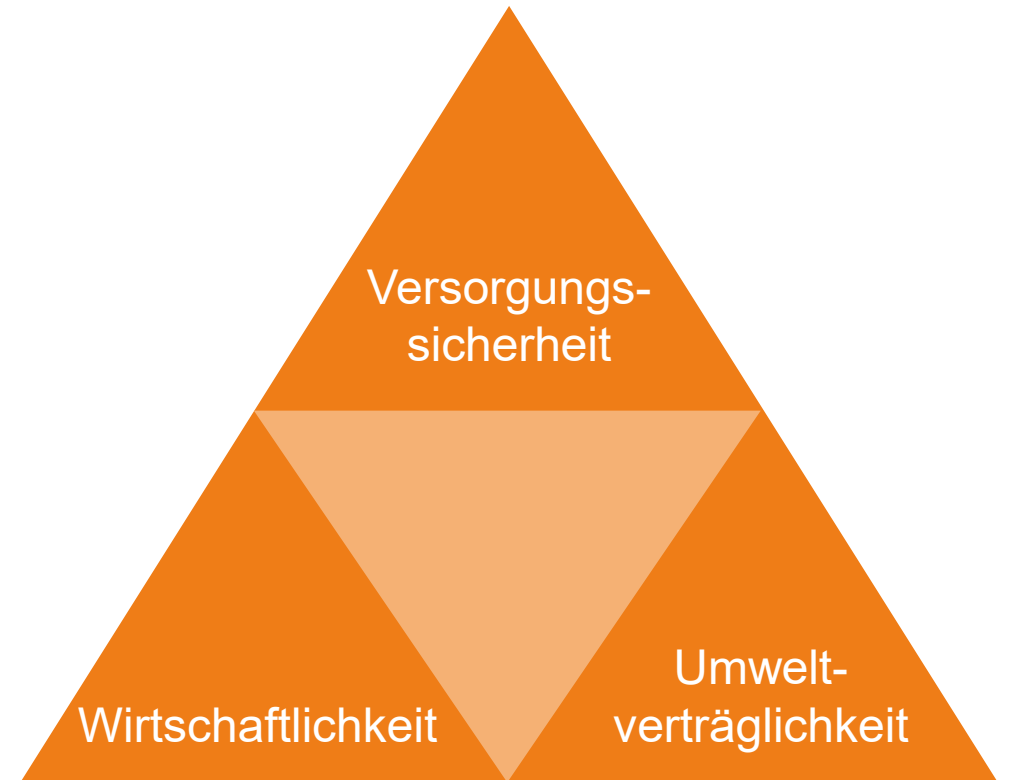 Versorgungs-
sicherheit
Wirtschaftlichkeit
Umwelt-
verträglichkeit